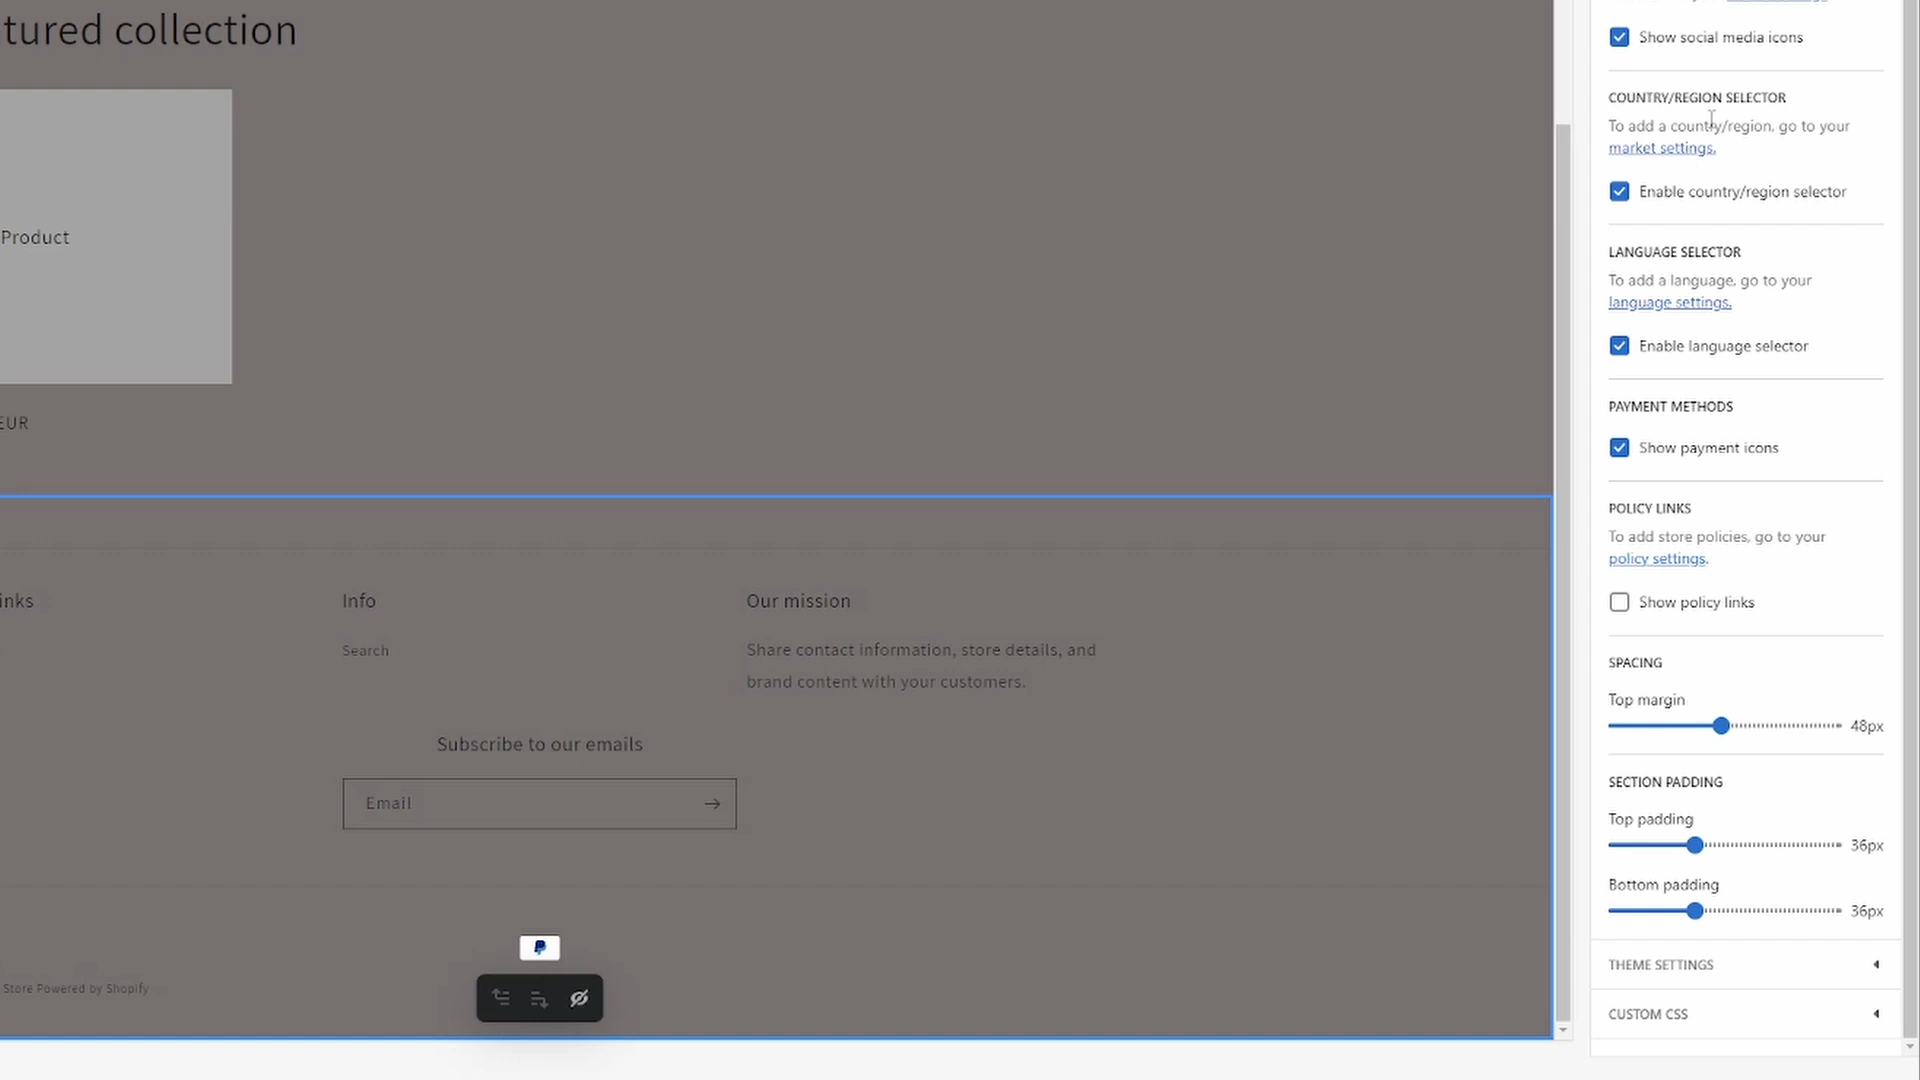 tured collection
Product
EUR
inks
Info
Our mission
Search
Share contact information, store details, and
brand content with your customers.
Subscribe to our emails
Email
Store Powered by Shopify
Show social media icons
COUNTRY/REGION SELECTOR
To add a country/region, go to your
market settings.
Enable country/region selector
LANGUAGE SELECTOR
To add a language, go to your
language settings.
Enable language selector
PAYMENT METHODS
Show payment icons
POLICY LINKS
To add store policies, go to your
policy settings.
Show policy links
SPACING
Top margin
48px
SECTION PADDING
Top padding
36px
Bottom padding
36px
THEME SETTINGS
CUSTOM CSS